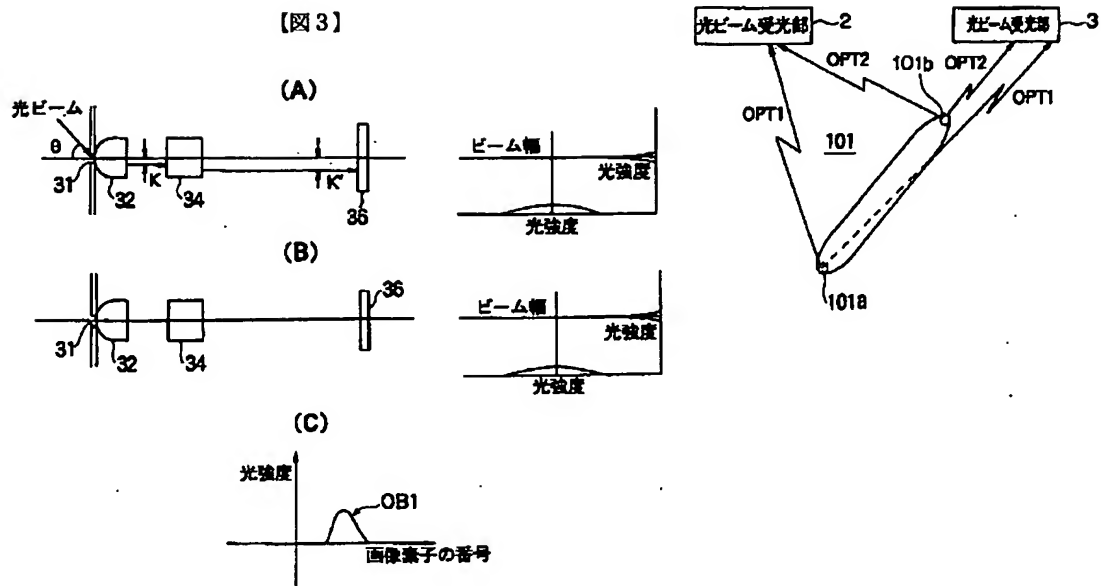 【図3】
(A)
光ビーム
θ
31
32
K
34
K'
36
ビーム幅
光強度
光強度
(B)
31
32
34
36
ビーム幅
光強度
光強度
(C)
光強度
OB1
画像素子の番号
光ビーム受光部
2
光ビーム受光部
3
OPT2
101b
OPT2
OPT1
OPT1
101
101a